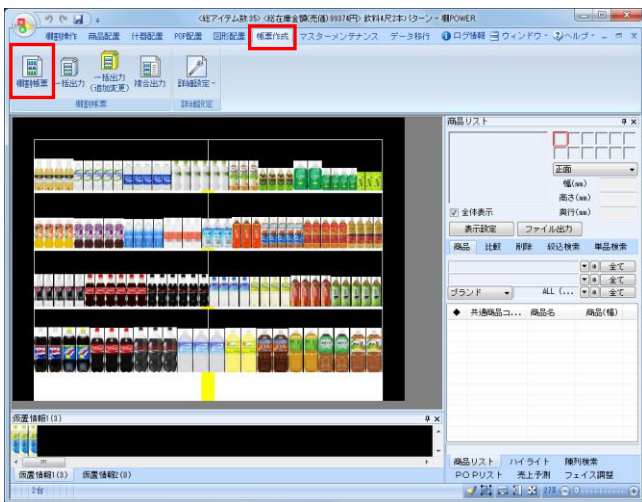 <総アイテム数 35> <総在庫金額(売価) 99374円> 飲料4尺2本パターン - 棚POWER
棚割操作 商品配置 什器配置 POP配置 図形配置 帳票作成 マスターメンテナンス データ移行 ログ情報 ウィンドウ ヘルプ
棚割帳票 一括出力 一括出力(追加変更) 複合出力 詳細設定
棚割帳票 詳細設定
商品リスト
正面
幅(mm)
高さ(mm)
全体表示 奥行(mm)
表示設定 ファイル出力
商品 比較 削除 絞込検索 単品検索
全て
全て
ブランド ALL (... 全て
◆ 共通商品コ... 商品名 商品(幅)
仮置情報1(3)
仮置情報1(3) 仮置情報2(0)
商品リスト ハイライト 陳列検索
POPリスト 売上予測 フェイス調整
2台 27%